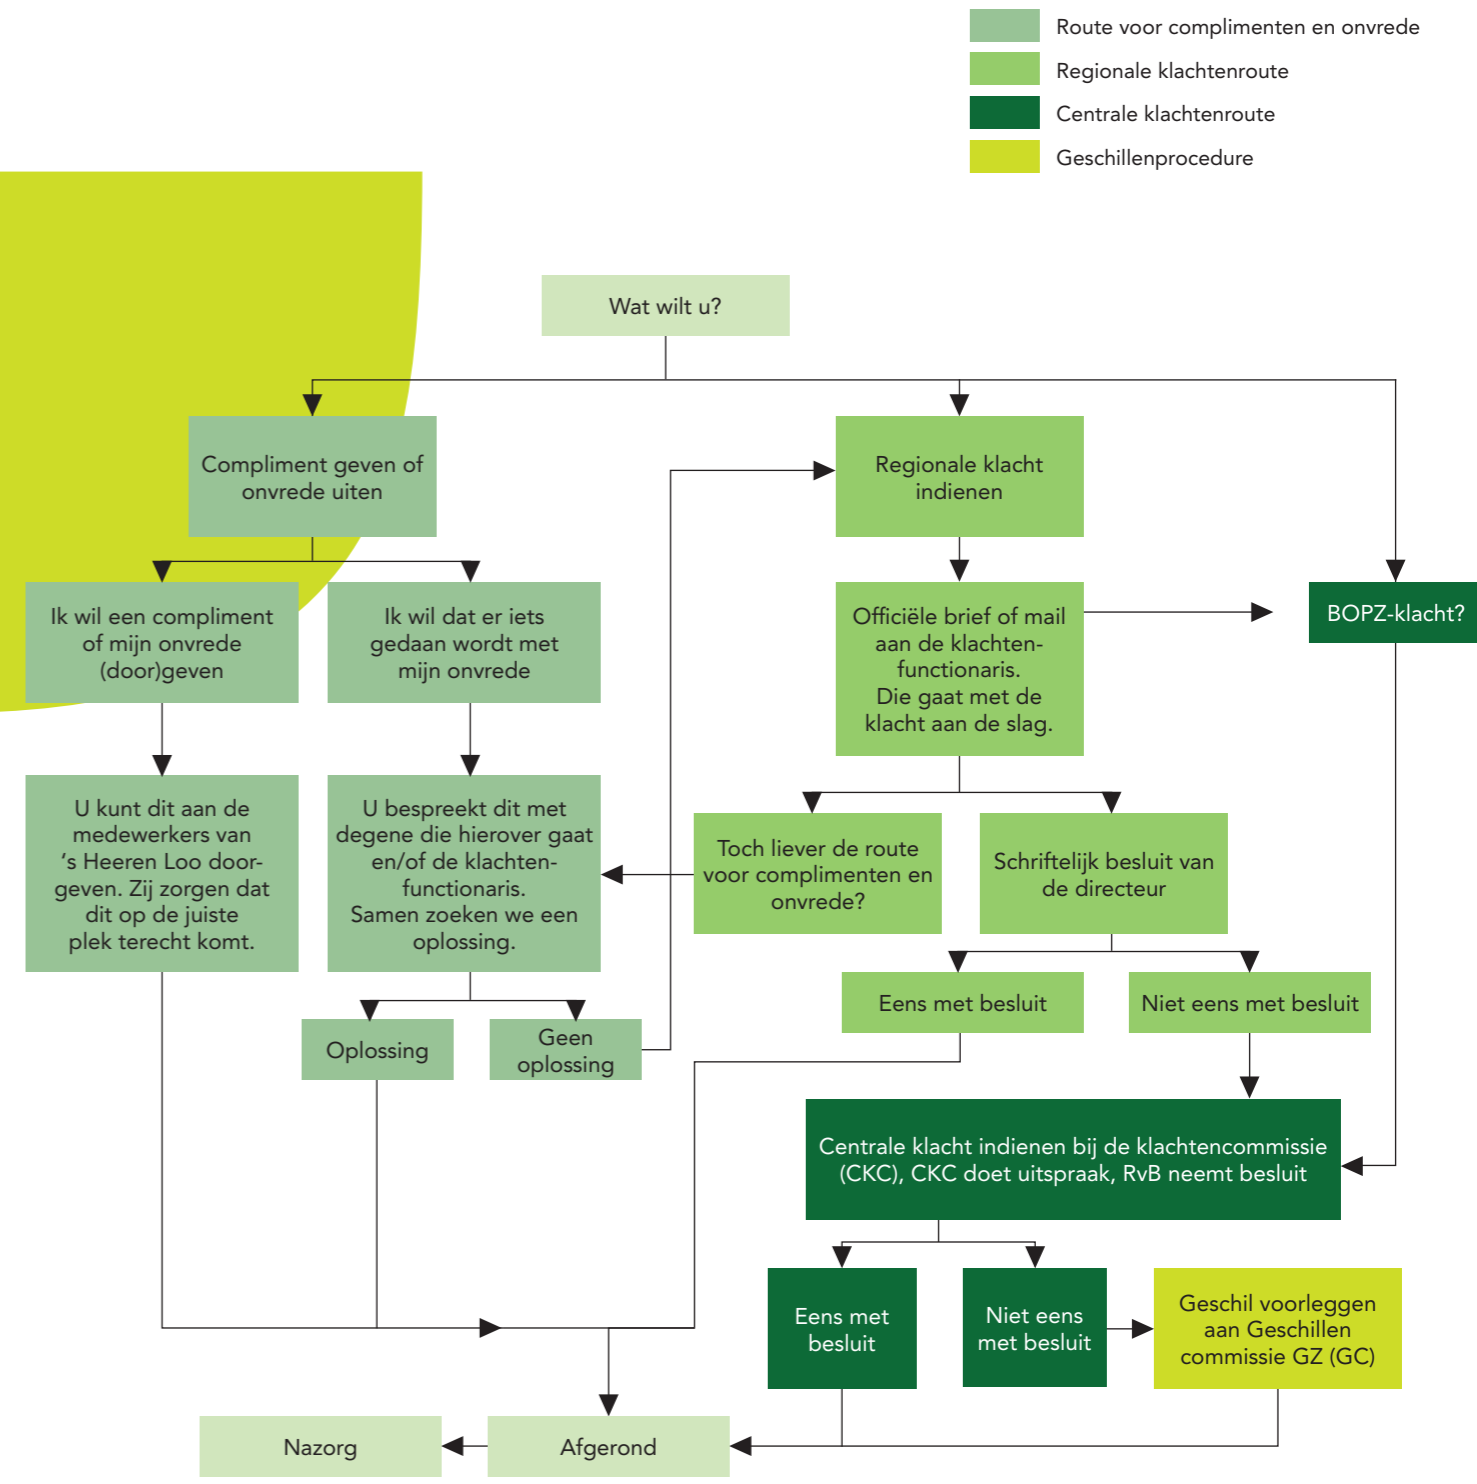 Route voor complimenten en onvrede
Regionale klachtenroute
Centrale klachtenroute
Geschillenprocedure
Wat wilt u?
Compliment geven of
onvrede uiten
Regionale klacht
indienen
Ik wil een compliment
of mijn onvrede
(door)geven
Ik wil dat er iets
gedaan wordt met
mijn onvrede
Officiële brief of mail
aan de klachten-
functionaris.
Die gaat met de
klacht aan de slag.
BOPZ-klacht?
U kunt dit aan de
medewerkers van
's Heeren Loo door-
geven. Zij zorgen dat
dit op de juiste
plek terecht komt.
U bespreekt dit met
degene die hierover gaat
en/of de klachten-
functionaris.
Samen zoeken we een
oplossing.
Toch liever de route
voor complimenten en
onvrede?
Schriftelijk besluit van
de directeur
Eens met besluit
Niet eens met besluit
Oplossing
Geen
oplossing
Centrale klacht indienen bij de klachtencommissie
(CKC), CKC doet uitspraak, RvB neemt besluit
Eens met
besluit
Niet eens
met besluit
Geschil voorleggen
aan Geschillen
commissie GZ (GC)
Nazorg
Afgerond